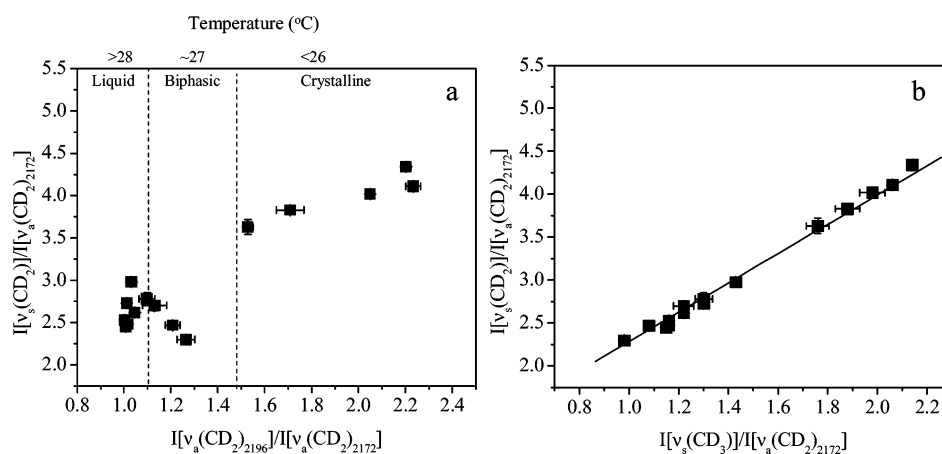 Temperature (°C)
>28 ~27 <26
Liquid Biphasic Crystalline
a
5.5
5.0
4.5
4.0
3.5
3.0
2.5
2.0
I[νs(CD2)]/I[νa(CD2)2172]
0.8 1.0 1.2 1.4 1.6 1.8 2.0 2.2 2.4
I[νa(CD2)2196]/I[νa(CD2)2172]
b
5.5
5.0
4.5
4.0
3.5
3.0
2.5
2.0
I[νs(CD2)]/I[νa(CD2)2172]
0.8 1.0 1.2 1.4 1.6 1.8 2.0 2.2
I[νs(CD3)]/I[νa(CD2)2172]